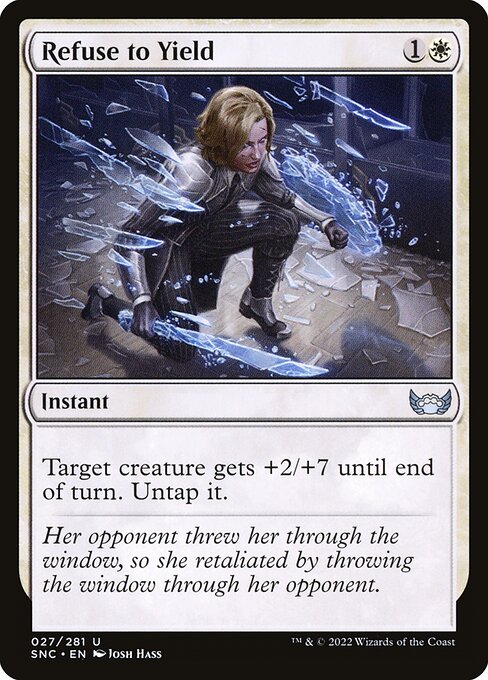 Refuse to Yield 1
Instant
Target creature gets +2/+7 until end
of turn. Untap it.
Her opponent threw her through the
window, so she retaliated by throwing
the window through her opponent.
027/281 U
SNC • EN Josh Hass
™ & © 2022 Wizards of the Coast